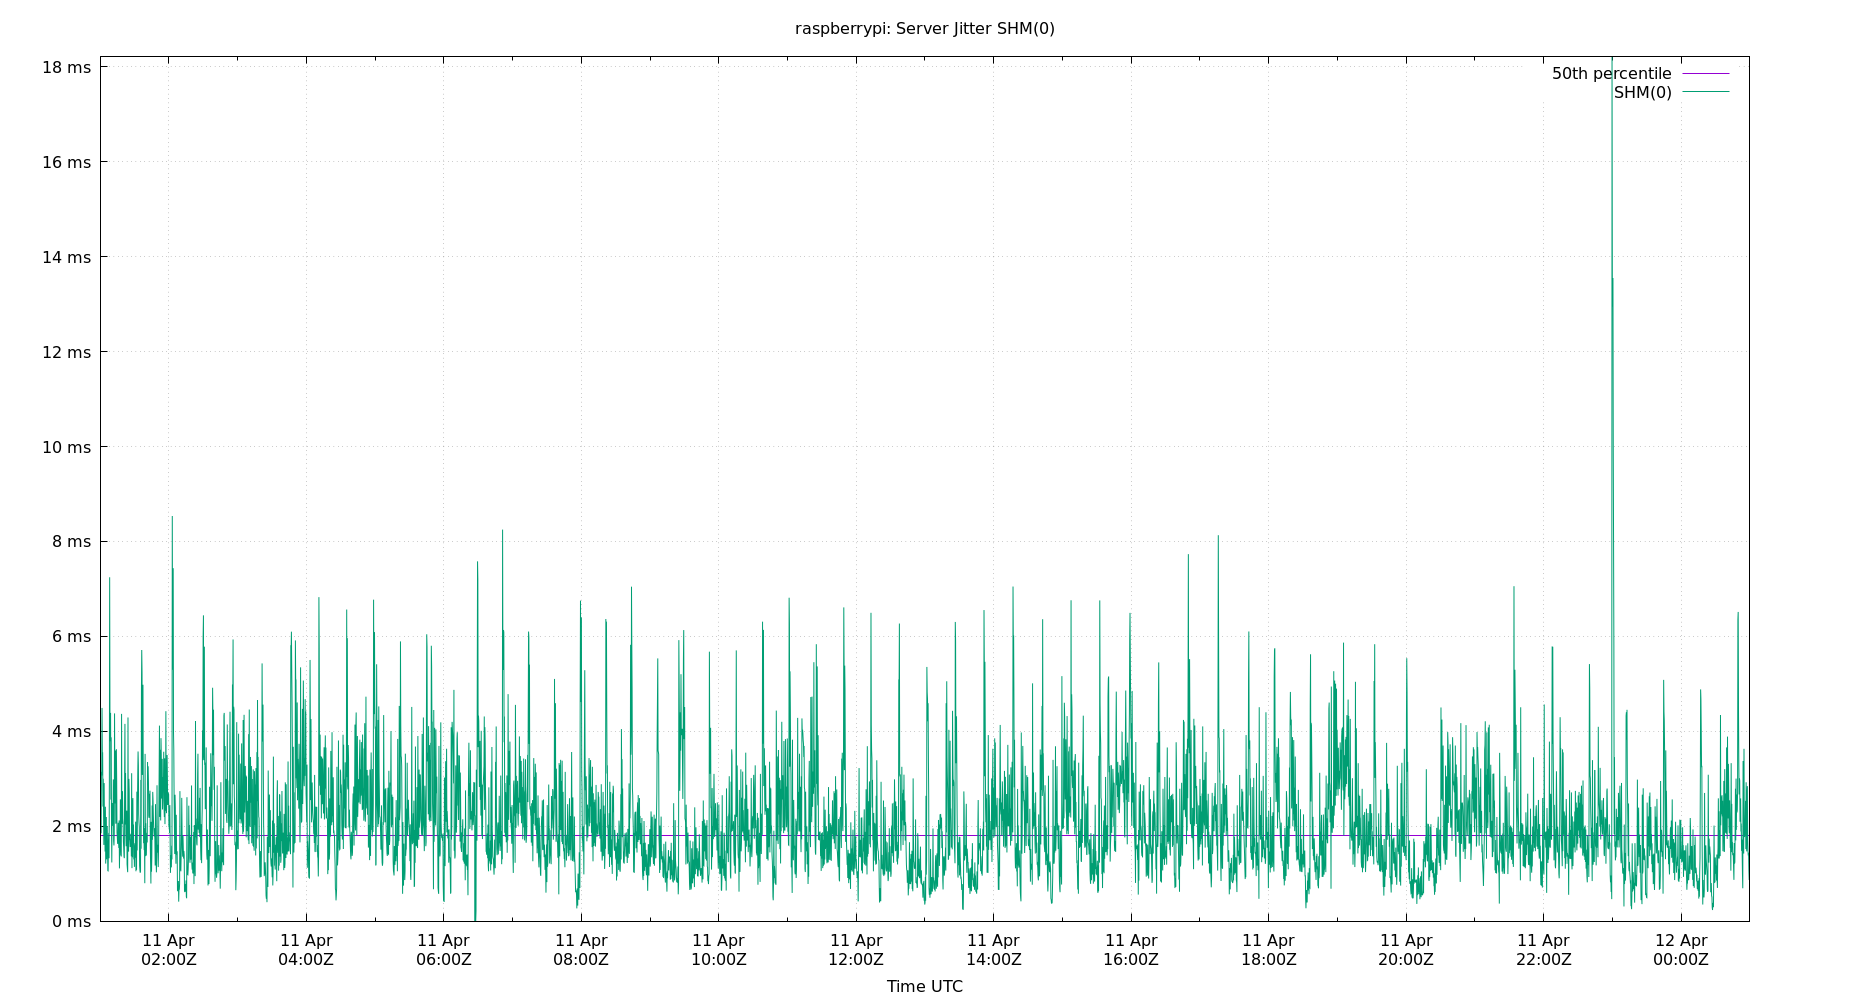 raspberrypi: Server Jitter SHM(0)
50th percentile
SHM(0)
18 ms
16 ms
14 ms
12 ms
10 ms
8 ms
6 ms
4 ms
2 ms
0 ms
11 Apr 11 Apr 11 Apr 11 Apr 11 Apr 11 Apr 11 Apr 11 Apr 11 Apr 11 Apr 11 Apr 12 Apr
02:00Z 04:00Z 06:00Z 08:00Z 10:00Z 12:00Z 14:00Z 16:00Z 18:00Z 20:00Z 22:00Z 00:00Z
Time UTC